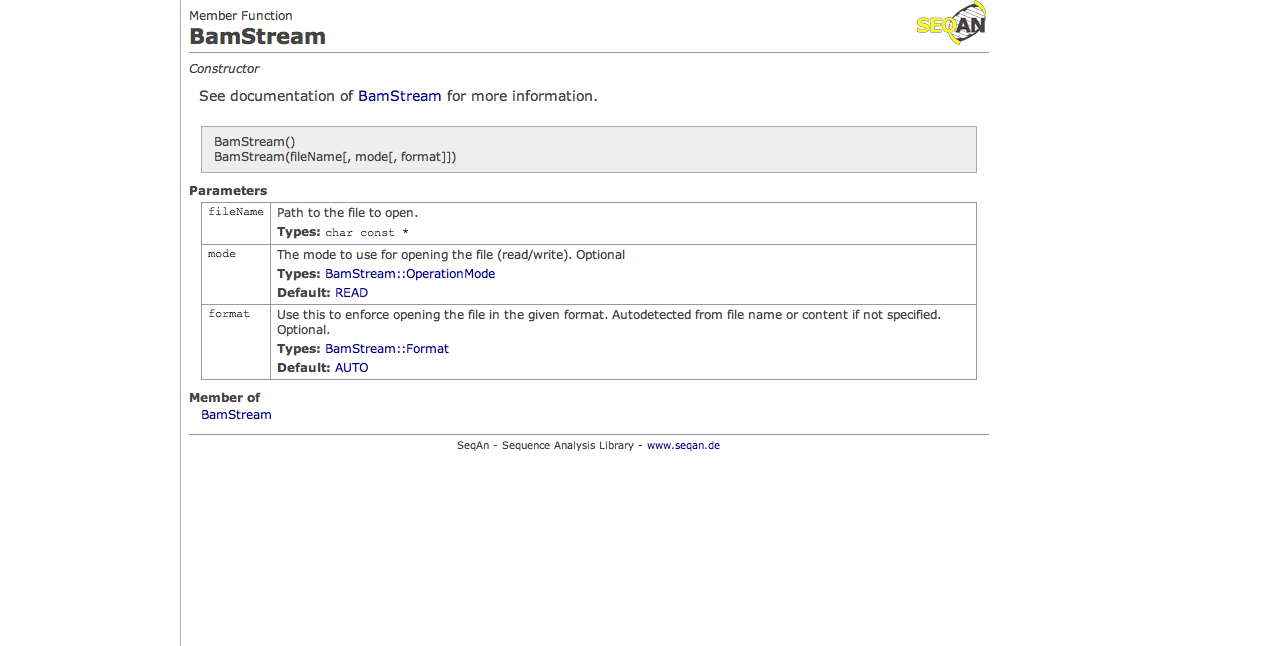 Member Function
BamStream
SEQAN
Constructor
See documentation of BamStream for more information.
BamStream()
BamStream(fileName[, mode[, format]])
Parameters
fileName
Path to the file to open.
Types: char const *
mode
The mode to use for opening the file (read/write). Optional
Types: BamStream::OperationMode
Default: READ
format
Use this to enforce opening the file in the given format. Autodetected from file name or content if not specified.
Optional.
Types: BamStream::Format
Default: AUTO
Member of
BamStream
SeqAn - Sequence Analysis Library - www.seqan.de